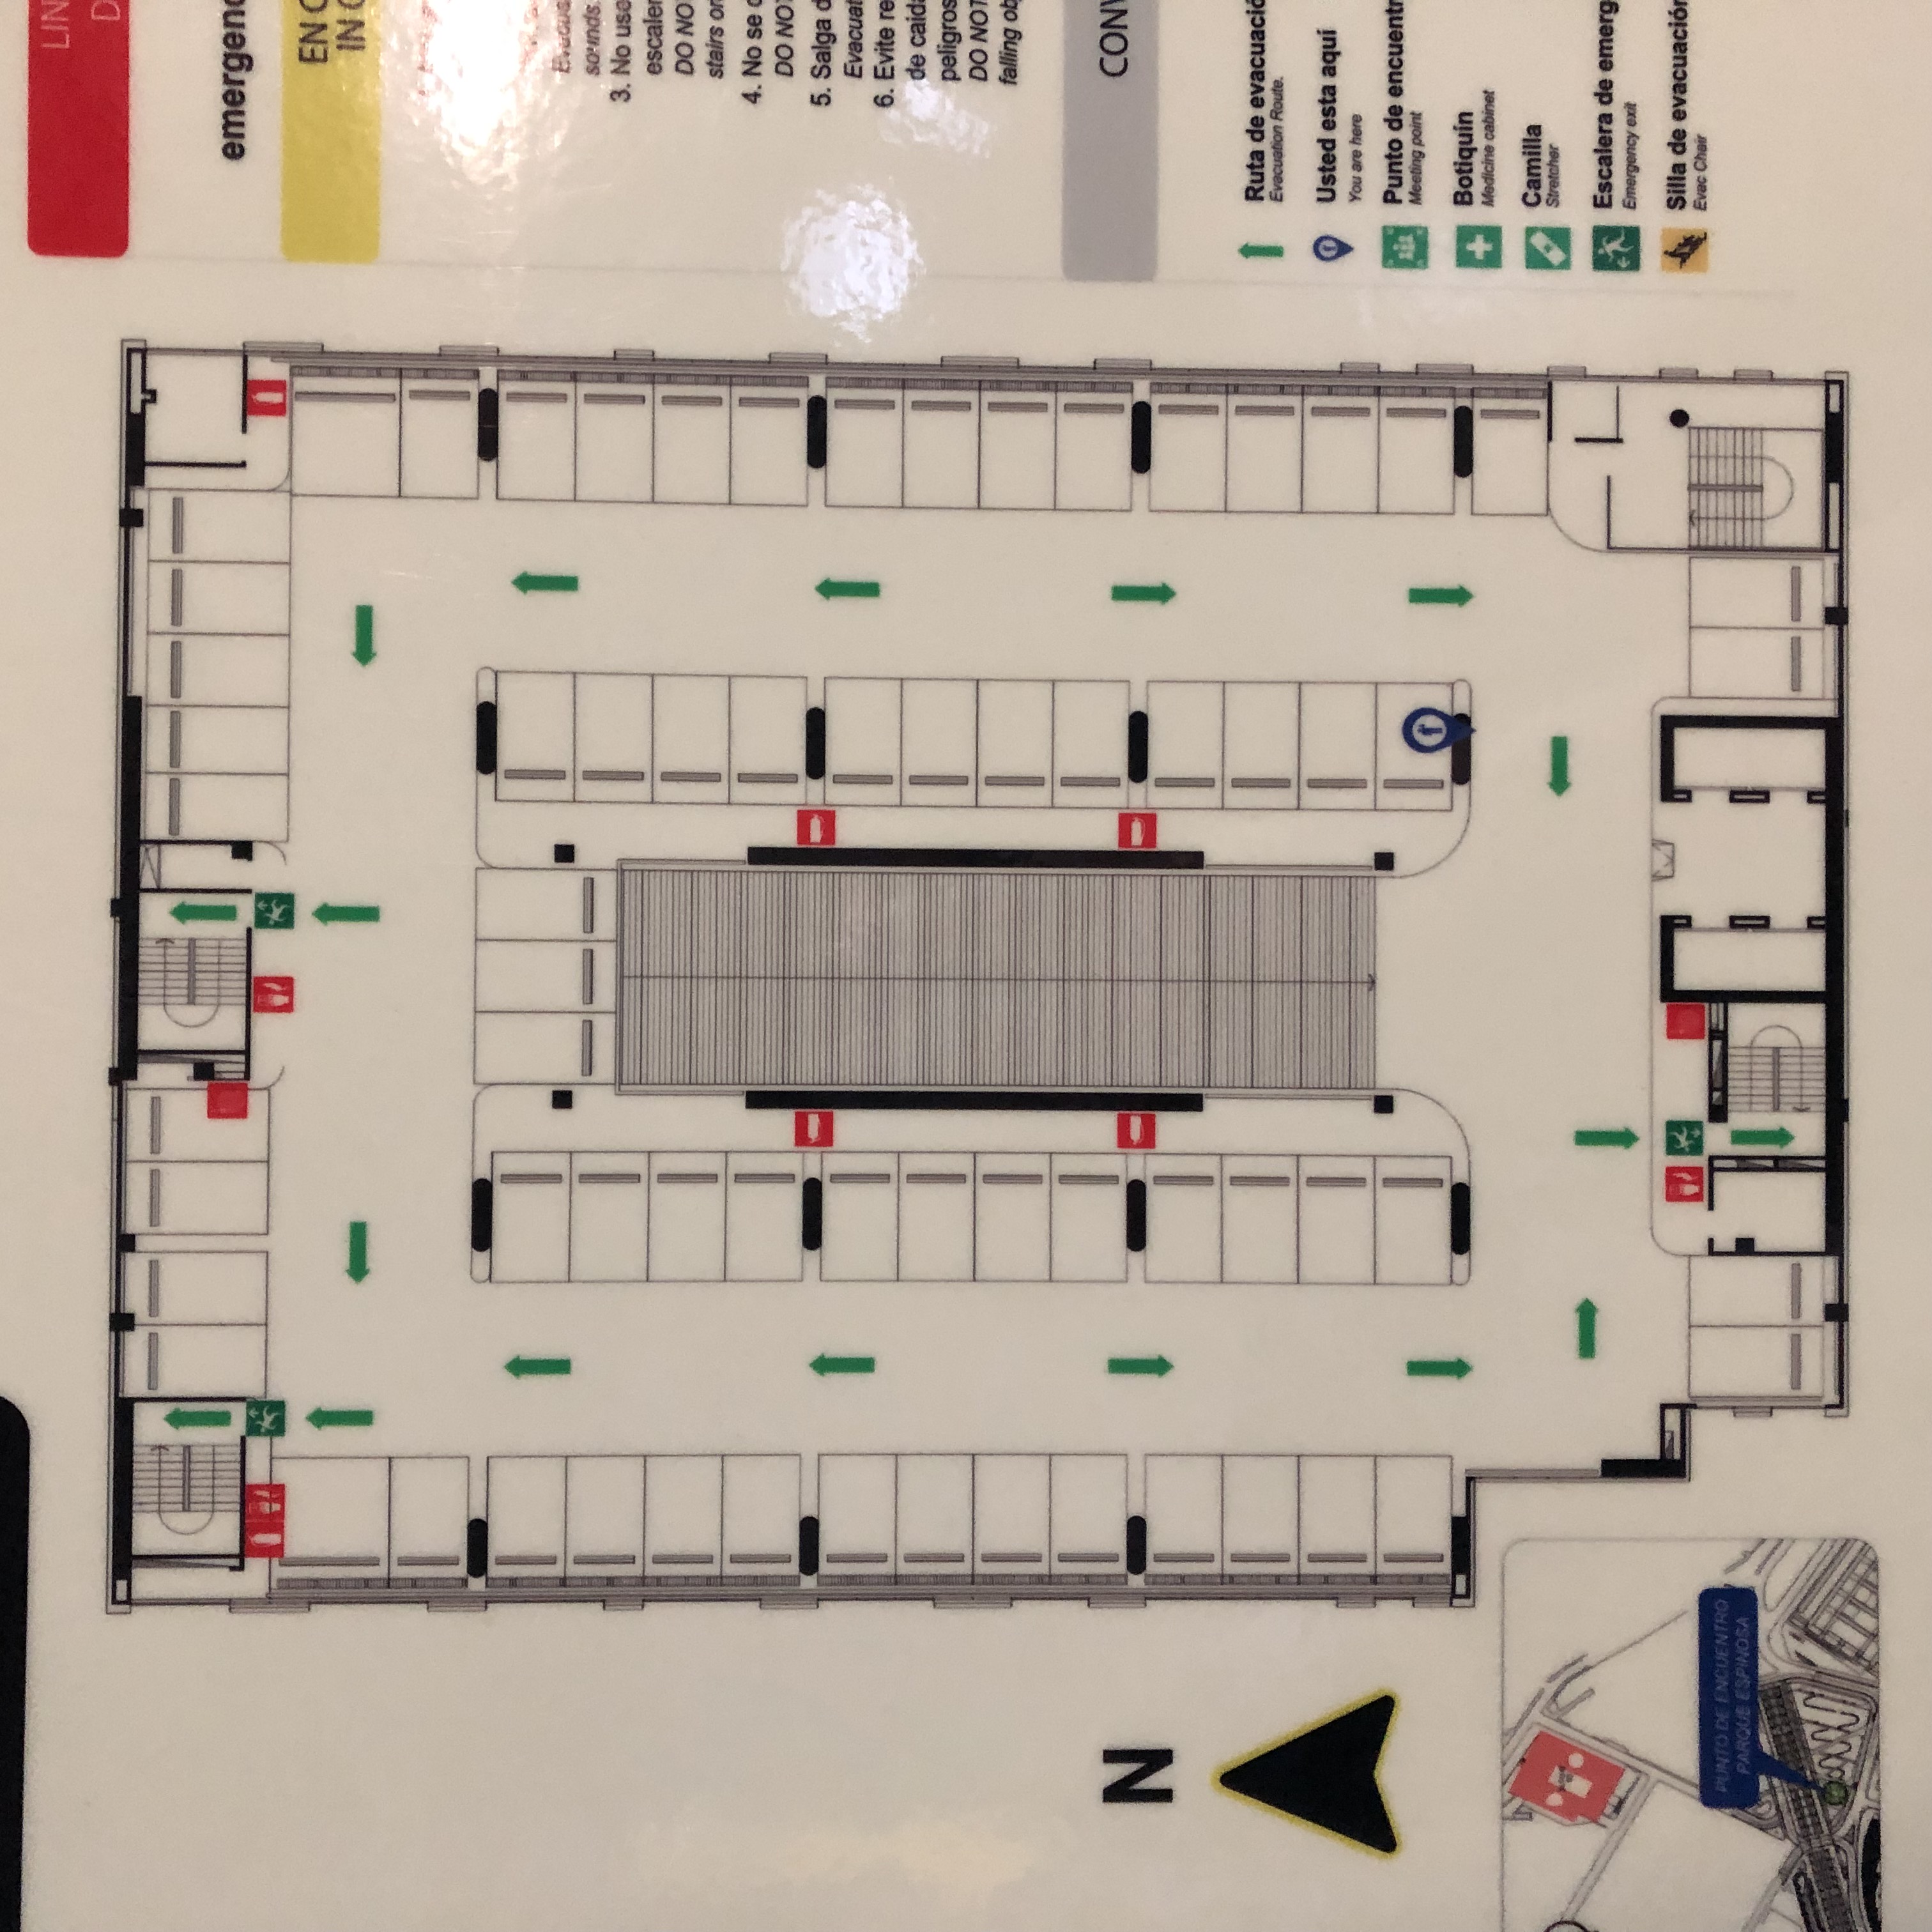 LIN
D
emergenc
EN C
IN C
Evacua
sounds.
3. No use
escaler
DO NOT
stairs or
4. No se c
DO NOT
5. Salga d
Evacuat
6. Evite re
de caida
peligros
DO NOT
falling ob
N
CONV
Ruta de evacuació
Evacuation Route.
Usted esta aquí
You are here
Punto de encuentr
Meeting point
Botiquín
Medicine cabinet
Camilla
Stretcher
Escalera de emerg
Emergency exit
Silla de evacuación
Evac Chair
PUNTO DE ENCUENTRO
PARQUE ESPINOSA